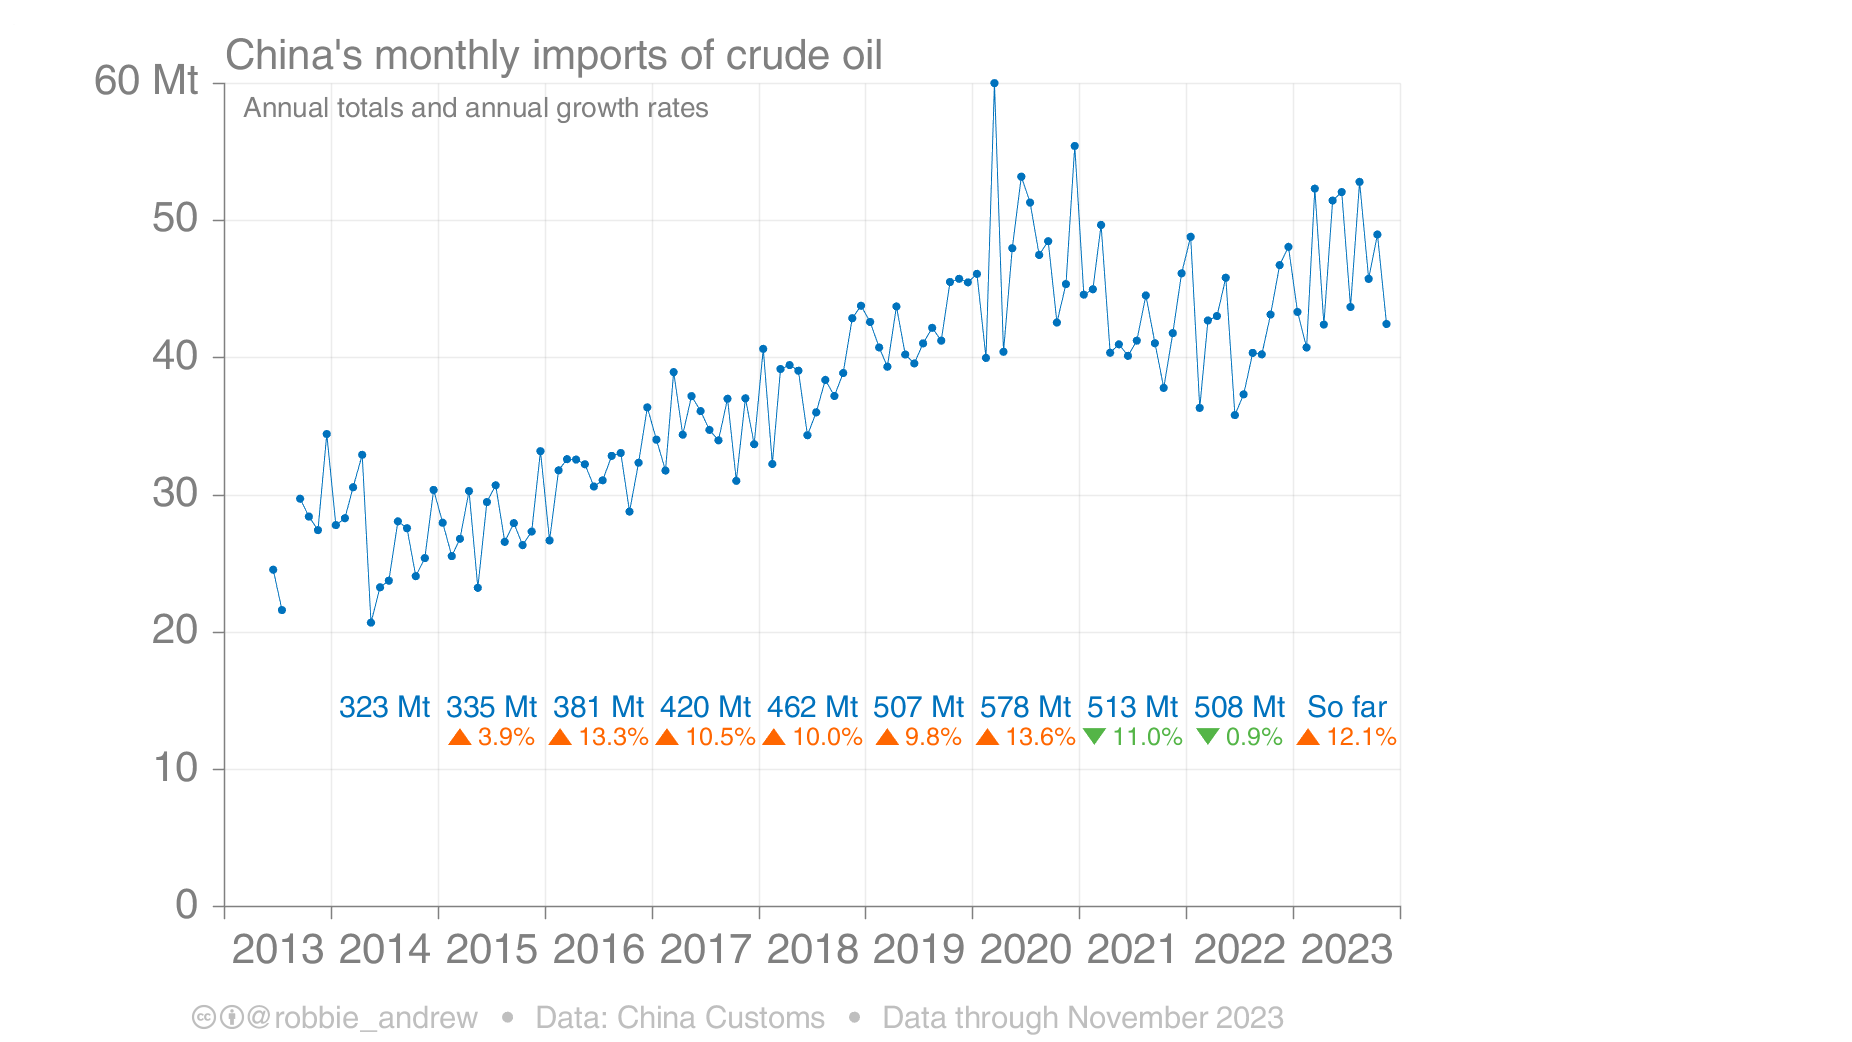 China's monthly imports of crude oil
60 Mt
Annual totals and annual growth rates
50
40
30
20
323 Mt 335 Mt 381 Mt 420 Mt 462 Mt 507 Mt 578 Mt 513 Mt 508 Mt So far
▲ 3.9% ▲ 13.3% ▲ 10.5% ▲ 10.0% ▲ 9.8% ▲ 13.6% ▼ 11.0% ▼ 0.9% ▲ 12.1%
10
0
2013 2014 2015 2016 2017 2018 2019 2020 2021 2022 2023
cc @robbie_andrew • Data: China Customs • Data through November 2023